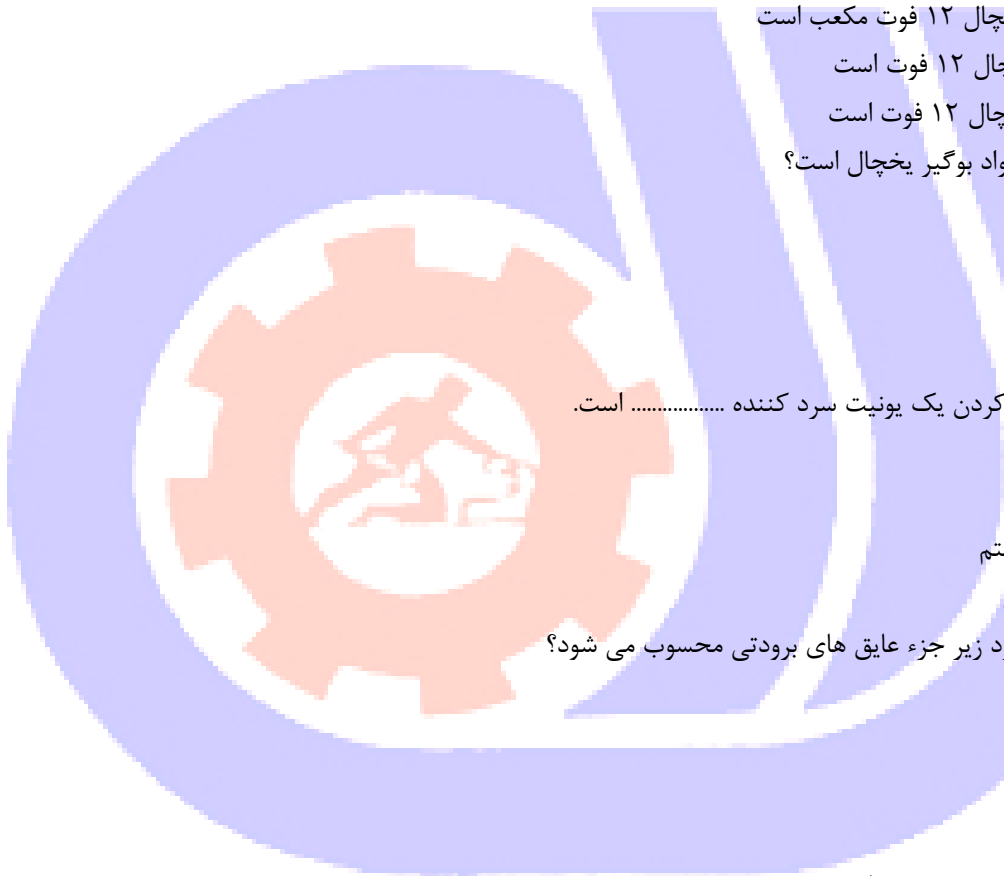 چال ۱۲ فوت مکعب است
چال ۱۲ فوت است
چال ۱۲ فوت است
واد بوگیر یخچال است؟
کردن یک یونیت سرد کننده .................. است.
تم
د زیر جزء عایق های برودتی محسوب می شود؟